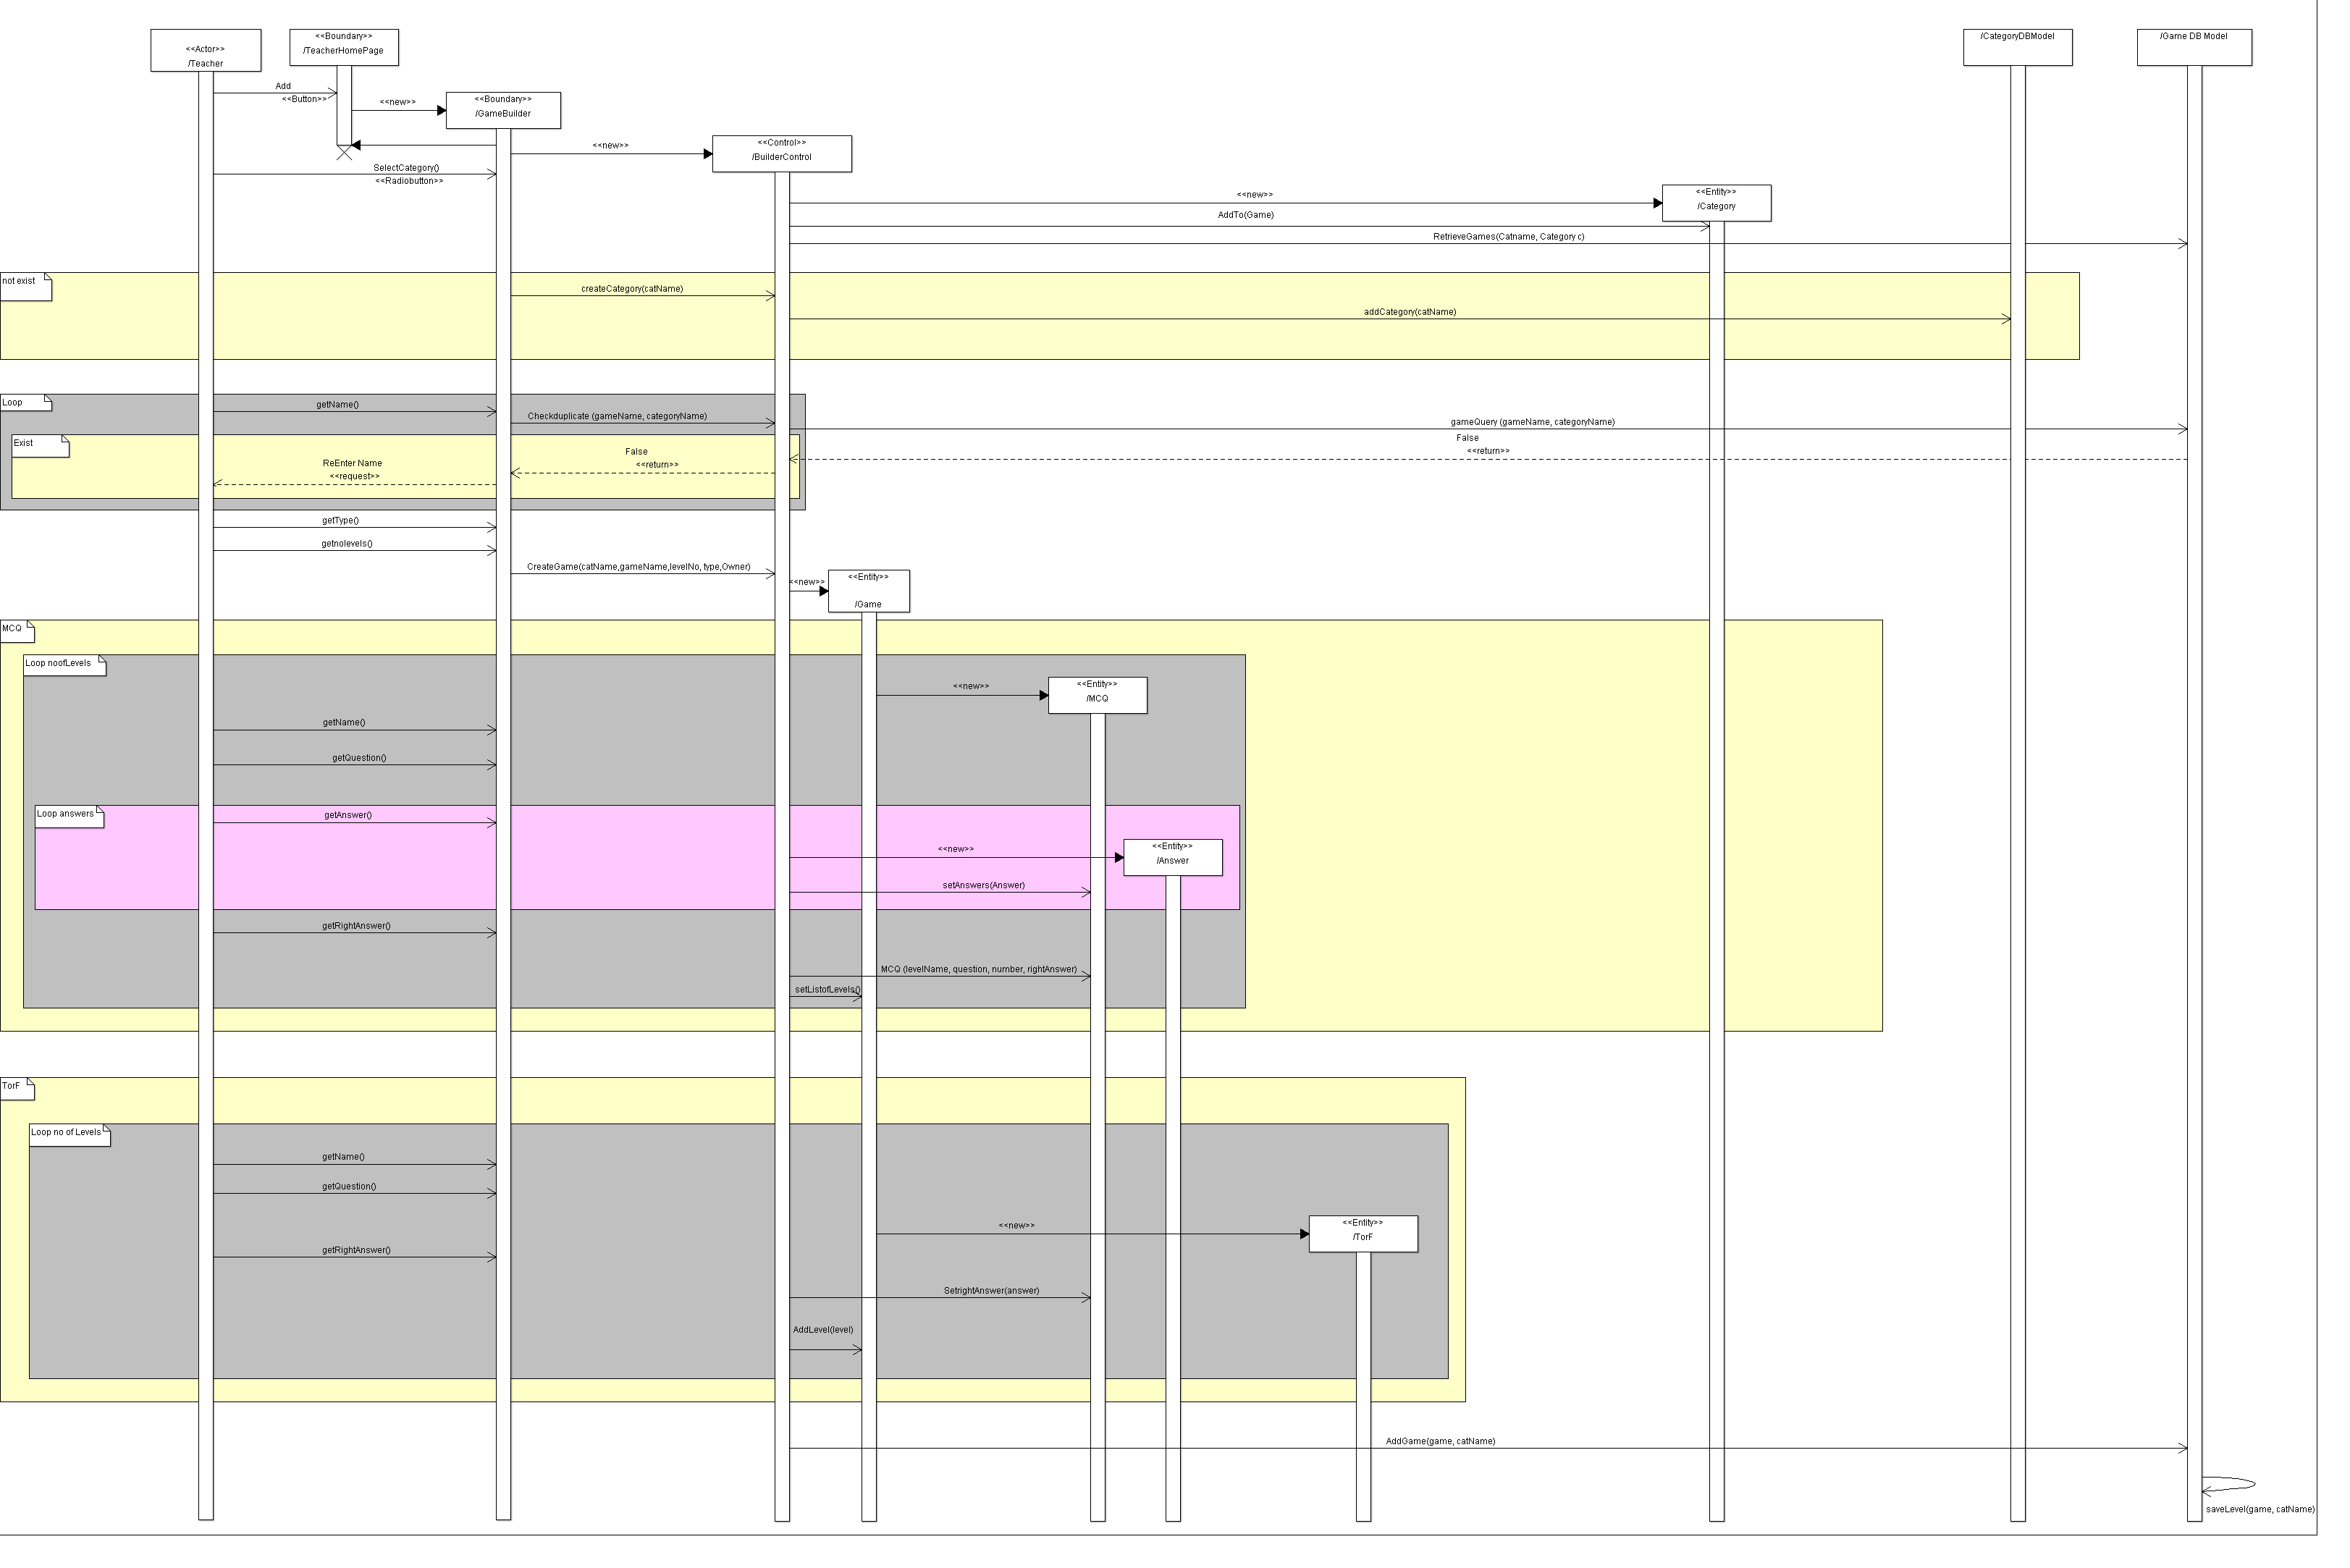 <<Actor>>
/Teacher
<<Boundary>>
/TeacherHomePage
/CategoryDBModel
/Game DB Model
Add
<<Button>>
<<new>>
<<Boundary>>
/GameBuilder
<<new>>
<<Control>>
/BuilderControl
SelectCategory()
<<Radiobutton>>
<<new>>
<<Entity>>
/Category
AddTo(Game)
RetrieveGames(Catname, Category c)
not exist
createCategory(catName)
addCategory(catName)
Loop
getName()
Checkduplicate (gameName, categoryName)
gameQuery (gameName, categoryName)
Exist
False
<<return>>
False
<<return>>
ReEnter Name
<<request>>
getType()
getnolevels()
CreateGame(catName,gameName,levelNo, type,Owner)
<<new>>
<<Entity>>
/Game
MCQ
Loop noofLevels
<<new>>
<<Entity>>
/MCQ
getName()
getQuestion()
Loop answers
getAnswer()
<<new>>
<<Entity>>
/Answer
setAnswers(Answer)
getRightAnswer()
MCQ (levelName, question, number, rightAnswer)
setListofLevels()
TorF
Loop no of Levels
getName()
getQuestion()
<<new>>
<<Entity>>
/TorF
getRightAnswer()
SetrightAnswer(answer)
AddLevel(level)
AddGame(game, catName)
saveLevel(game, catName)